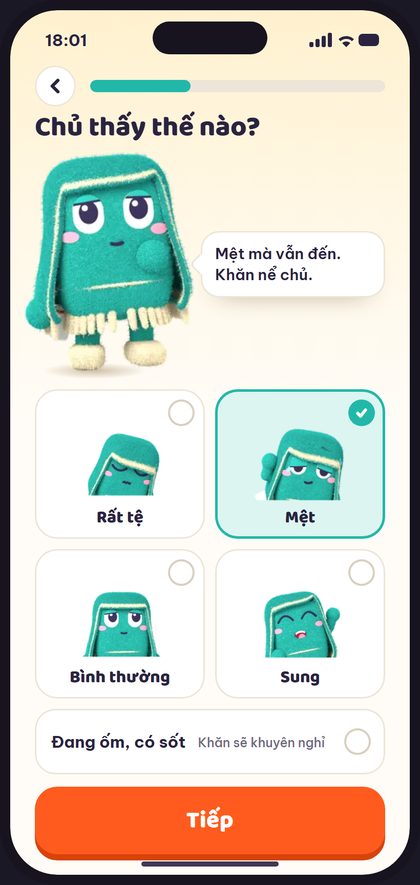 18:01
Chủ thấy thế nào?
Mệt mà vẫn đến.
Khăn nể chủ.
Rất tệ
Mệt
Bình thường
Sung
Đang ốm, có sốt Khăn sẽ khuyên nghỉ
Tiếp